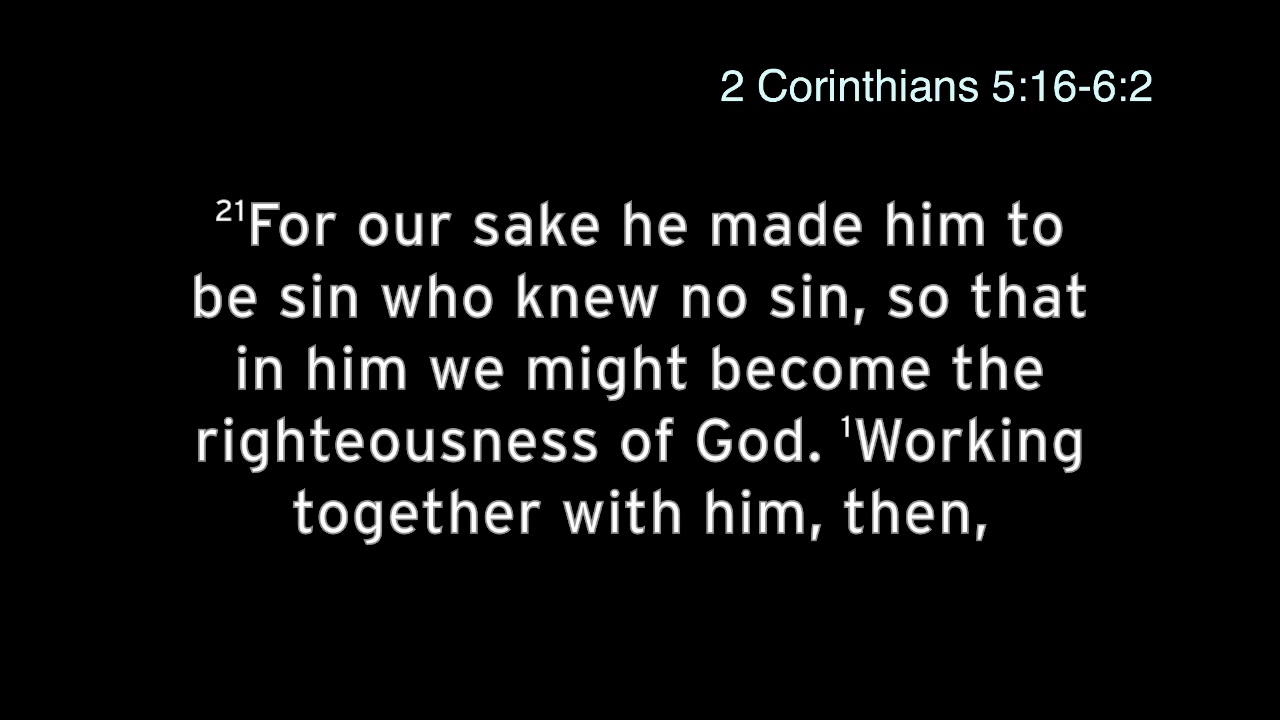 2 Corinthians 5:16-6:2
²¹For our sake he made him to
be sin who knew no sin, so that
in him we might become the
righteousness of God. ¹Working
together with him, then,